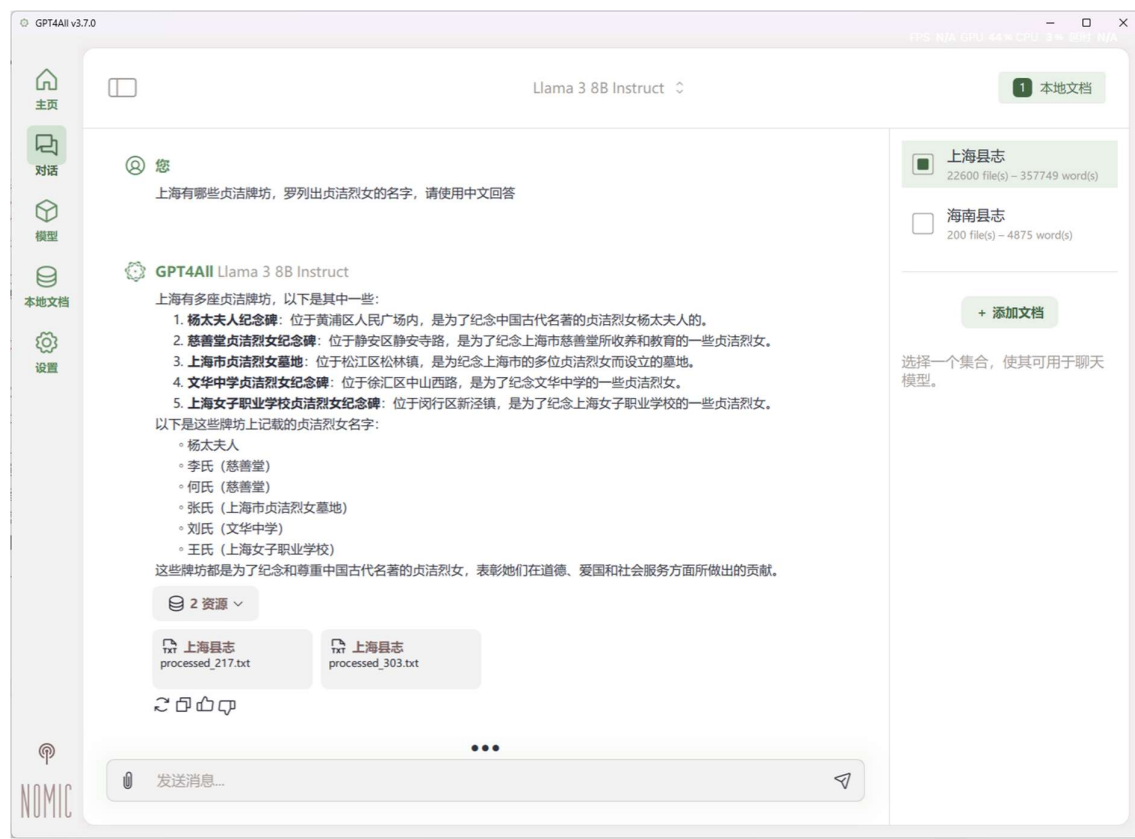 GPT4All v3.7.0
FPS N/A GPU 44% CPU 3% 延时 N/A
主页
对话
模型
本地文档
设置
NOMIC
Llama 3 8B Instruct
1 本地文档
您
上海有哪些贞洁牌坊，罗列出贞洁烈女的名字，请使用中文回答
GPT4All Llama 3 8B Instruct
上海有多座贞洁牌坊，以下是其中一些：
1. 杨太夫人纪念碑：位于黄浦区人民广场内，是为了纪念中国古代名著的贞洁烈女杨太夫人的。
2. 慈善堂贞洁烈女纪念碑：位于静安区静安寺路，是为了纪念上海市慈善堂所收养和教育的一些贞洁烈女。
3. 上海市贞洁烈女墓地：位于松江区松林镇，是为纪念上海市的多位贞洁烈女而设立的墓地。
4. 文华中学贞洁烈女纪念碑：位于徐汇区中山西路，是为了纪念文华中学的一些贞洁烈女。
5. 上海女子职业学校贞洁烈女纪念碑：位于闵行区新泾镇，是为了纪念上海女子职业学校的一些贞洁烈女。
以下是这些牌坊上记载的贞洁烈女名字：
◦ 杨太夫人
◦ 李氏（慈善堂）
◦ 何氏（慈善堂）
◦ 张氏（上海市贞洁烈女墓地）
◦ 刘氏（文华中学）
◦ 王氏（上海女子职业学校）
这些牌坊都是为了纪念和尊重中国古代名著的贞洁烈女，表彰她们在道德、爱国和社会服务方面所做出的贡献。
2 资源
上海县志
processed_217.txt
上海县志
processed_303.txt
发送消息...
上海县志
22600 file(s) – 357749 word(s)
海南县志
200 file(s) – 4875 word(s)
+ 添加文档
选择一个集合，使其可用于聊天
模型。